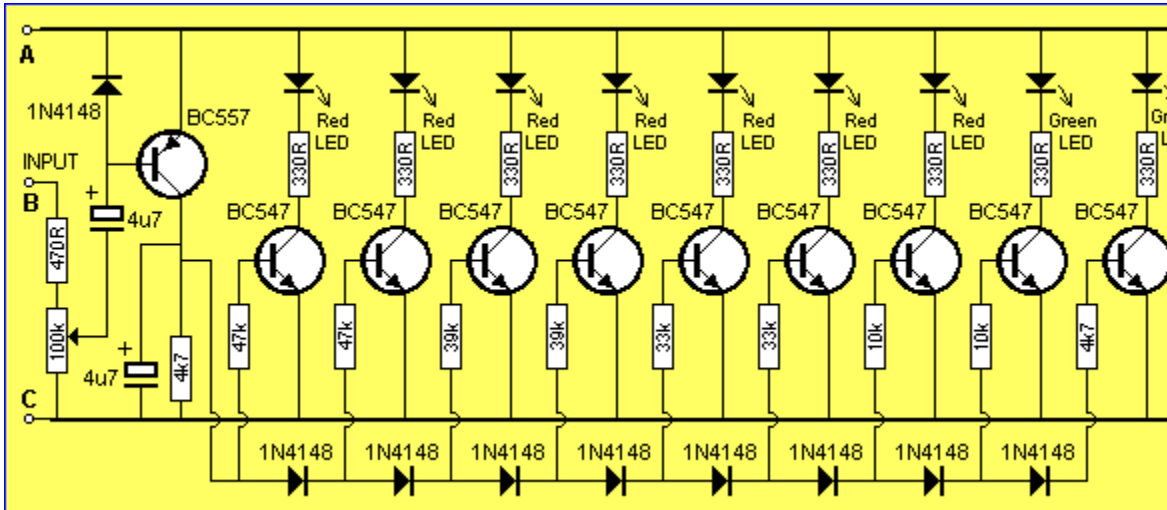 A
1N4148
BC557
INPUT
B
+
4u7
470R
100k
+
4u7
4k7
C
Red
LED
Red
LED
Red
LED
Red
LED
Red
LED
Red
LED
Green
LED
Green
LED
330R
330R
330R
330R
330R
330R
330R
330R
330R
BC547
BC547
BC547
BC547
BC547
BC547
BC547
BC547
BC547
47k
47k
39k
39k
33k
33k
10k
10k
4k7
1N4148
1N4148
1N4148
1N4148
1N4148
1N4148
1N4148
1N4148